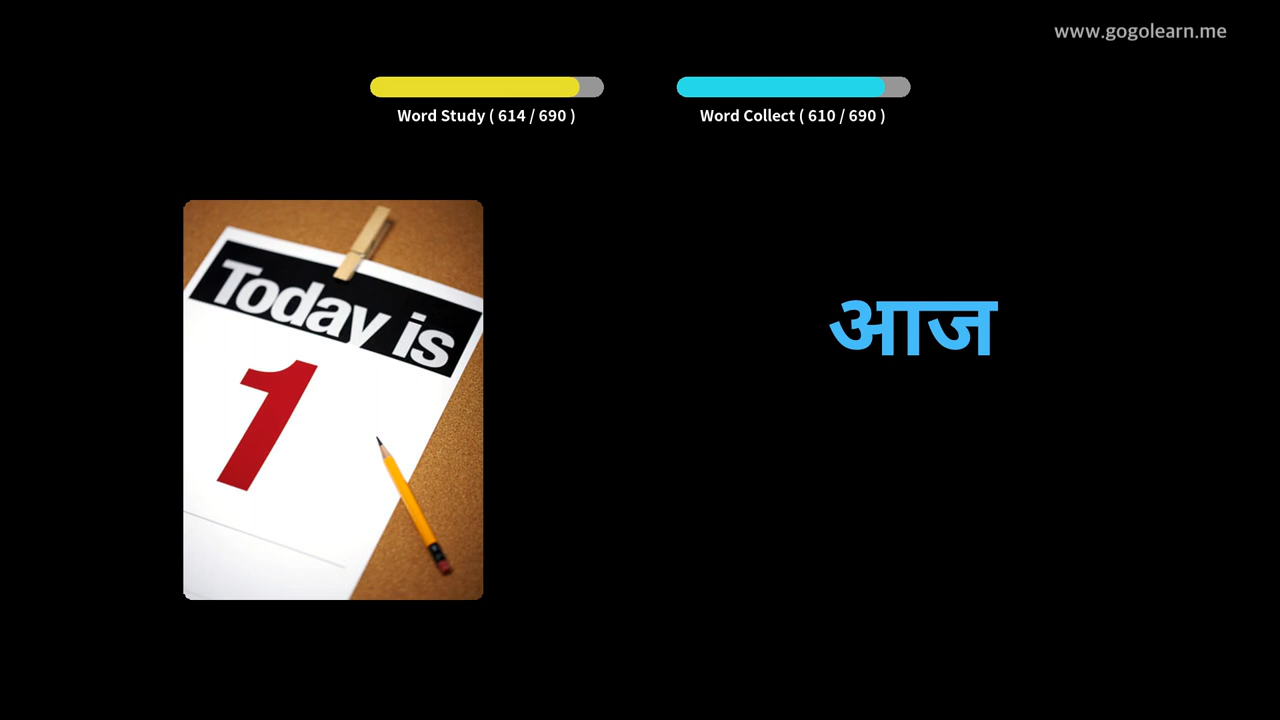 www.gogolearn.me
Word Study ( 614 / 690 )
Word Collect ( 610 / 690 )
Today is
1
आज